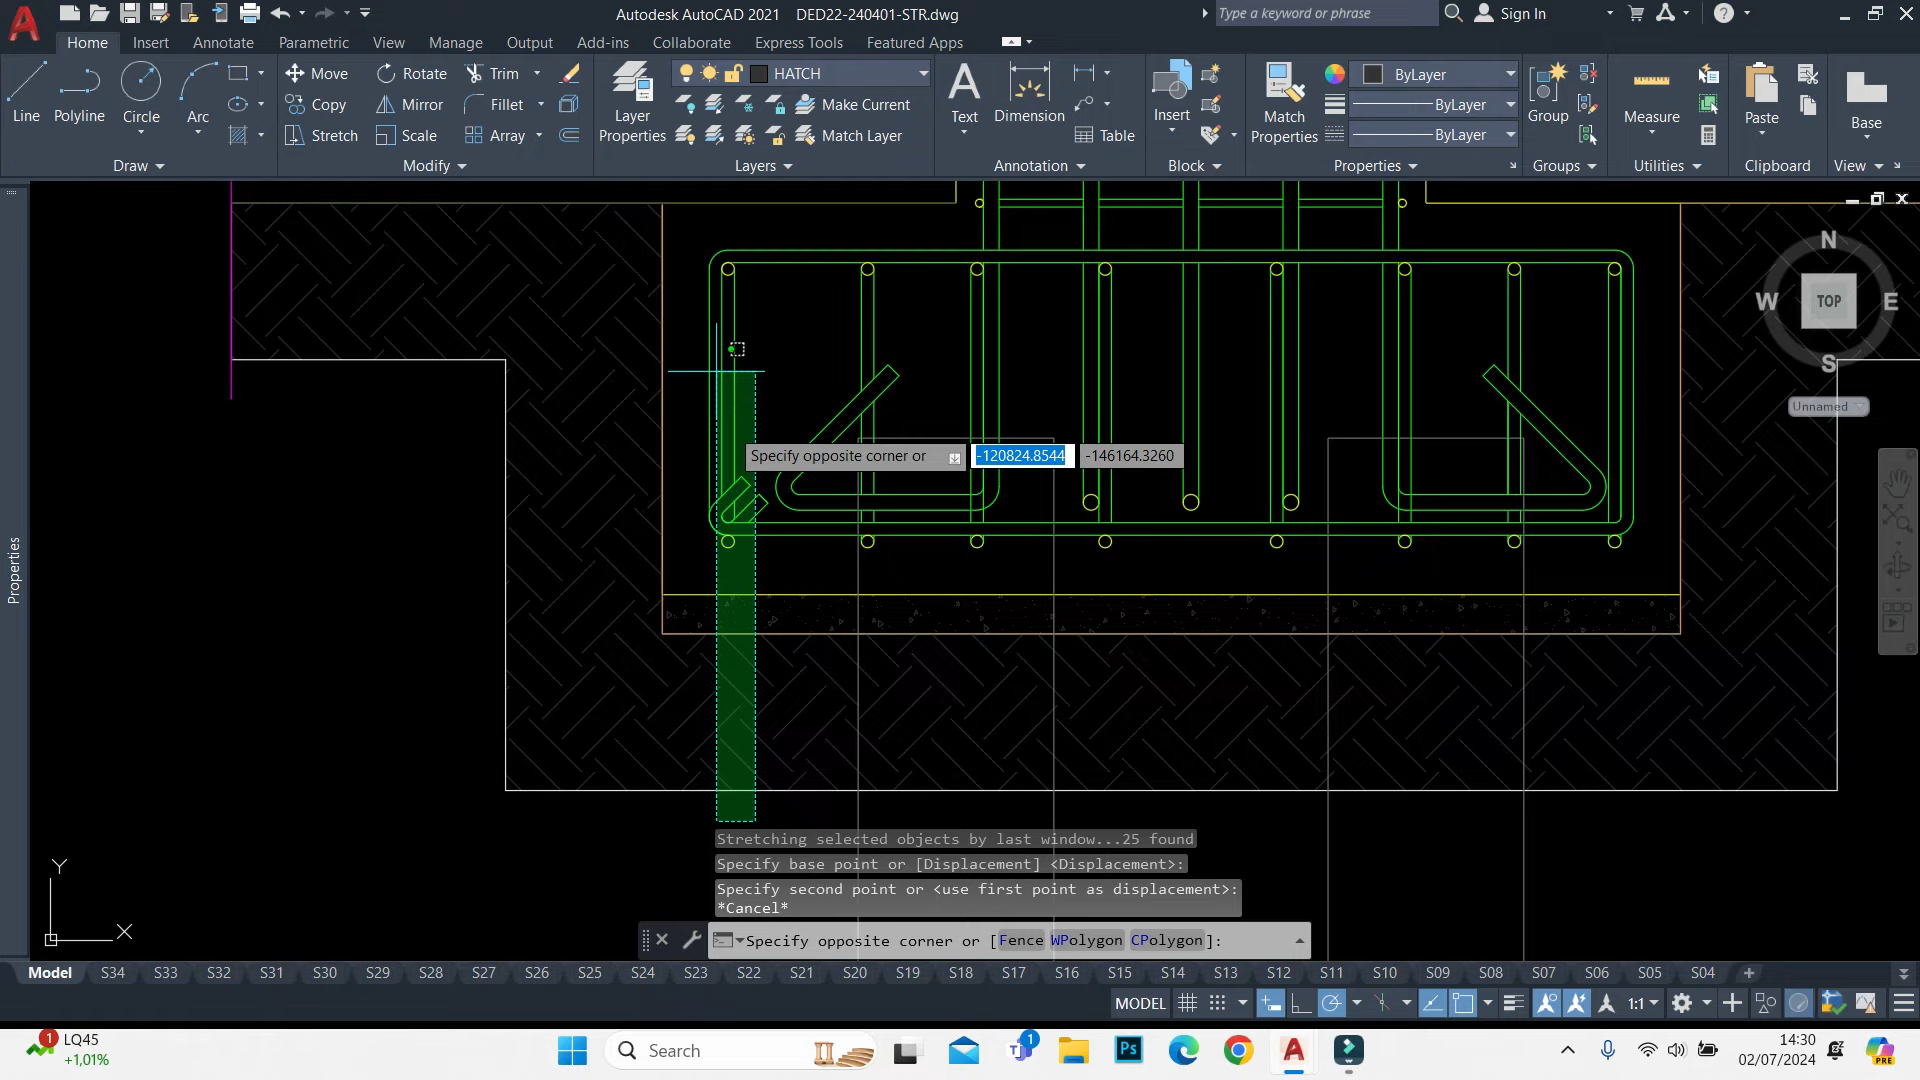 Autodesk AutoCAD 2021 DED22-240401-STR.dwg
Type a keyword or phrase
Sign In
Home Insert Annotate Parametric View Manage Output Add-ins Collaborate Express Tools Featured Apps
Line
Polyline
Circle
Arc
Draw
Move
Rotate
Trim
Copy
Mirror
Fillet
Stretch
Scale
Array
Modify
Layer
Properties
HATCH
Make Current
Match Layer
Layers
Text
Dimension
Table
Annotation
Insert
Block
Match
Properties
ByLayer
ByLayer
ByLayer
Properties
Group
Groups
Measure
Utilities
Paste
Clipboard
Base
View
N
W TOP E
S
Unnamed
Properties
Specify opposite corner or -120824.8544 -146164.3260
Stretching selected objects by last window...25 found
Specify base point or [Displacement] <Displacement>:
Specify second point or <use first point as displacement>:
*Cancel*
Specify opposite corner or [Fence WPolygon CPolygon]:
Y
X
Model S34 S33 S32 S31 S30 S29 S28 S27 S26 S25 S24 S23 S22 S21 S20 S19 S18 S17 S16 S15 S14 S13 S12 S11 S10 S09 S08 S07 S06 S05 S04
MODEL 1:1
1
LQ45
+1,01%
Search
1
Ps
A
14:30
02/07/2024
PRE